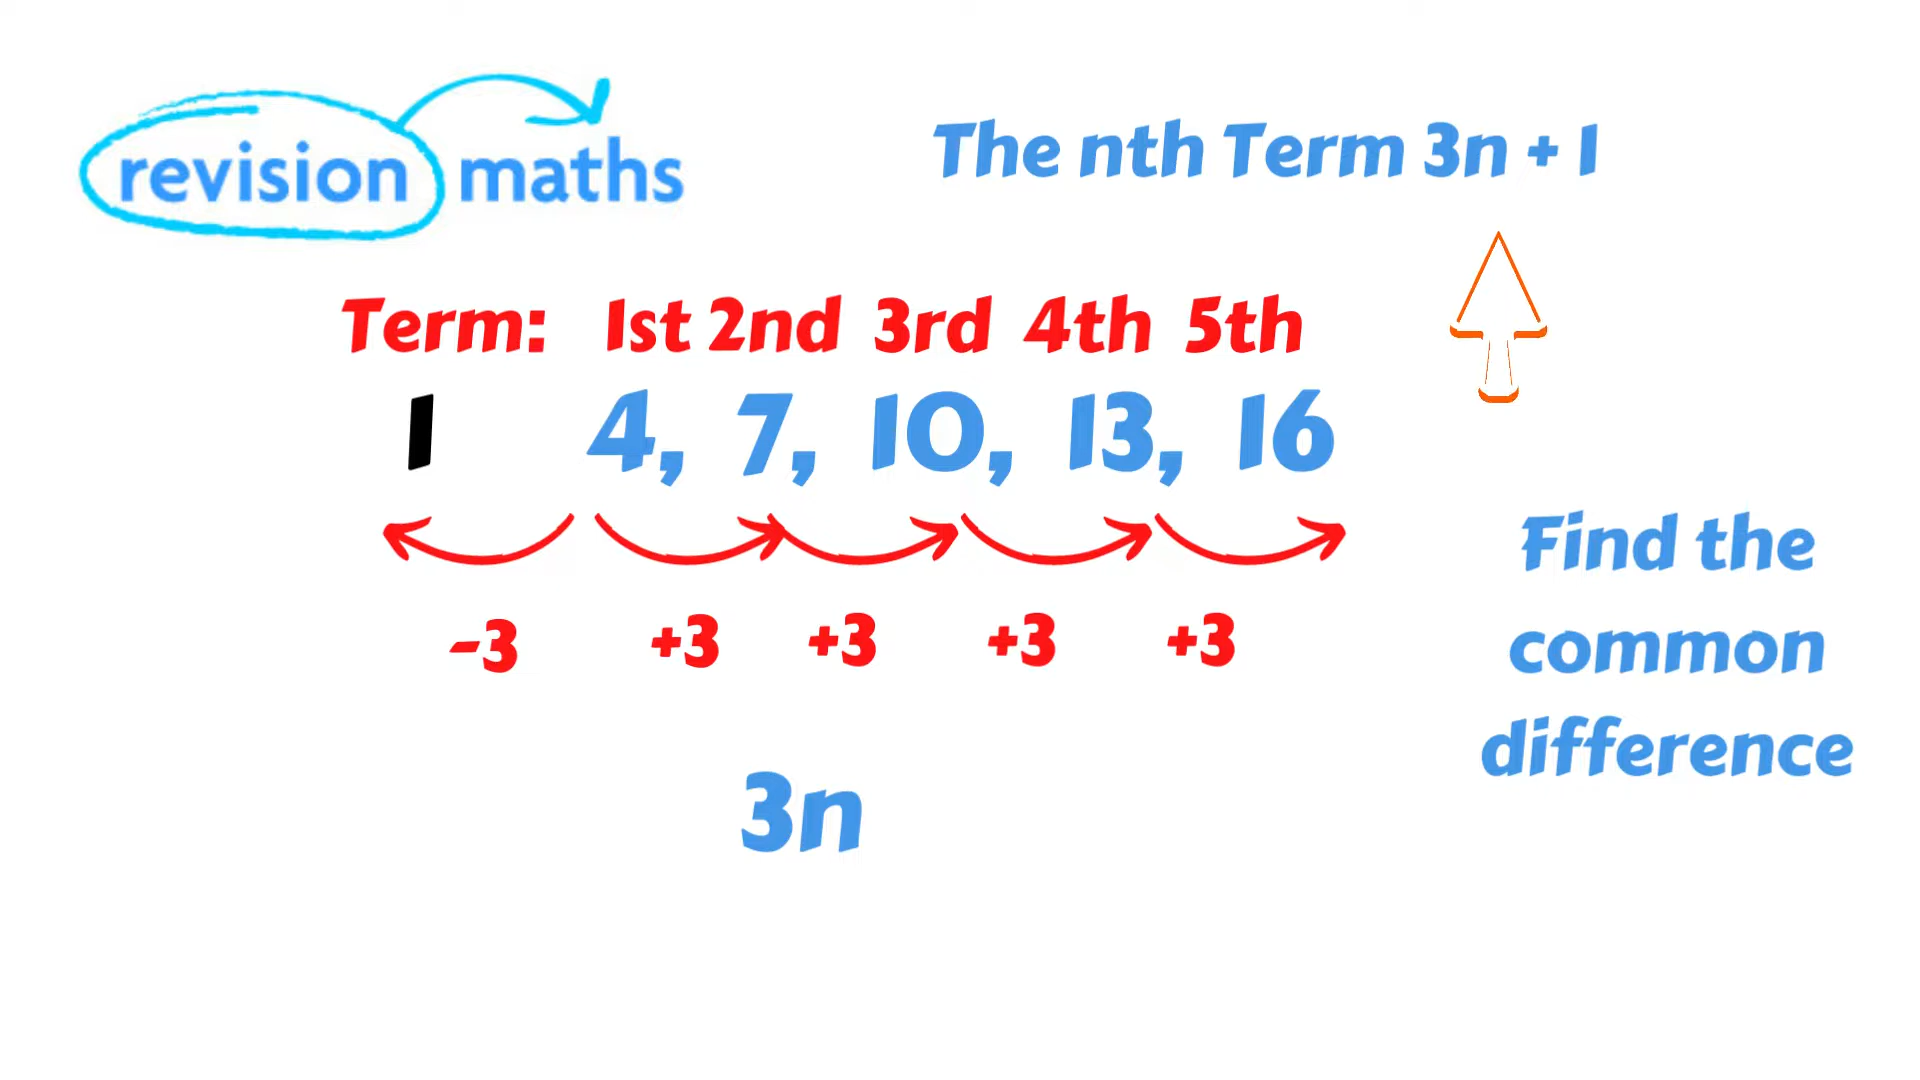 revision maths
The nth Term 3n + 1
Term: 1st 2nd 3rd 4th 5th
1 4, 7, 10, 13, 16
-3 +3 +3 +3 +3
Find the
common
difference
3n